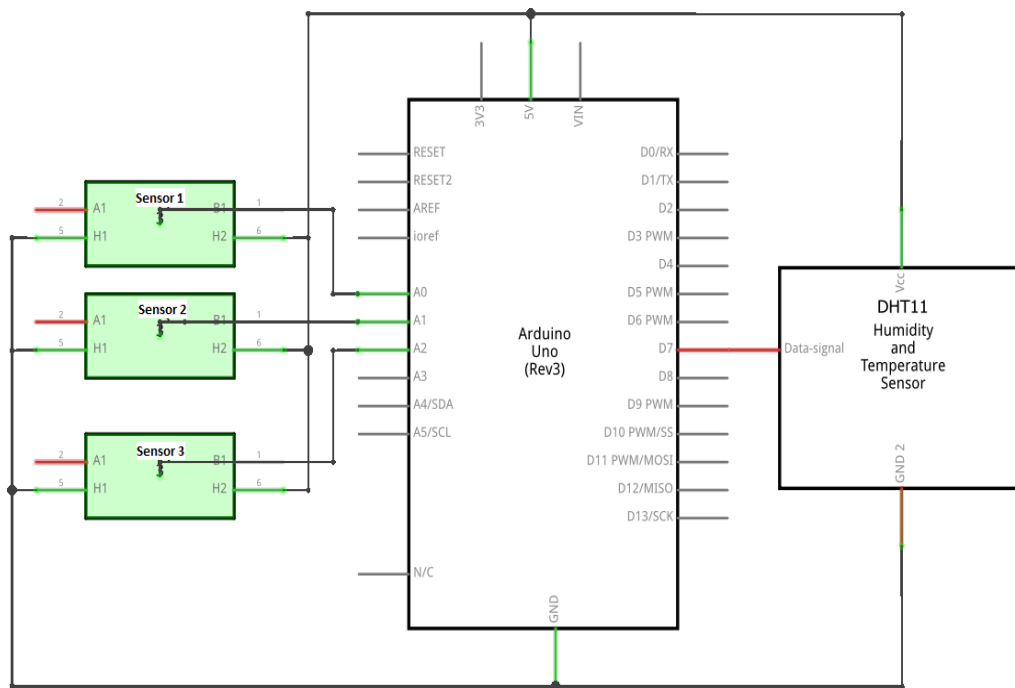 3V3
5V
VIN
RESET
RESET2
AREF
ioref
A0
A1
A2
A3
A4/SDA
A5/SCL
N/C
D0/RX
D1/TX
D2
D3 PWM
D4
D5 PWM
D6 PWM
D7
D8
D9 PWM
D10 PWM/SS
D11 PWM/MOSI
D12/MISO
D13/SCK
GND
Arduino
Uno
(Rev3)
Sensor 1
2 A1 B1 1
5 H1 H2 6
Sensor 2
2 A1 B1 1
5 H1 H2 6
Sensor 3
2 A1 B1 1
5 H1 H2 6
Vcc
DHT11
Humidity
and
Temperature
Sensor
Data-signal
GND 2